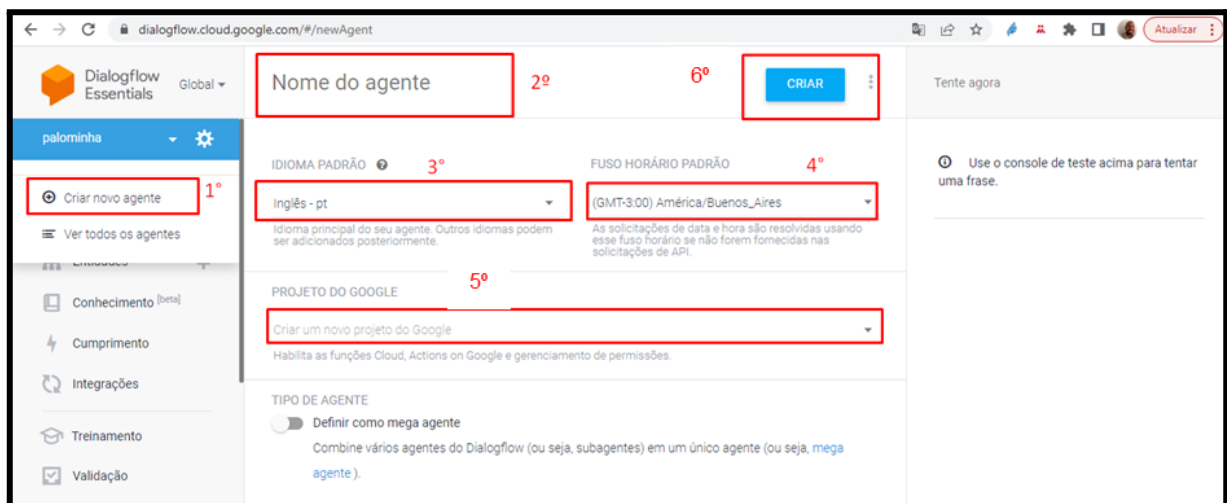 dialogflow.cloud.google.com/#/newAgent
Atualizar
Dialogflow
Essentials
Global
Nome do agente
2º
6º
CRIAR
Tente agora
palominha
Criar novo agente
1°
Ver todos os agentes
Entidades
Conhecimento [beta]
Cumprimento
Integrações
Treinamento
Validação
IDIOMA PADRÃO
3°
Inglês - pt
Idioma principal do seu agente. Outros idiomas podem
ser adicionados posteriormente.
FUSO HORÁRIO PADRÃO
4°
(GMT-3:00) América/Buenos_Aires
As solicitações de data e hora são resolvidas usando
esse fuso horário se não forem fornecidas nas
solicitações de API.
5º
PROJETO DO GOOGLE
Criar um novo projeto do Google
Habilita as funções Cloud, Actions on Google e gerenciamento de permissões.
TIPO DE AGENTE
Definir como mega agente
Combine vários agentes do Dialogflow (ou seja, subagentes) em um único agente (ou seja, mega
agente ).
Use o console de teste acima para tentar
uma frase.